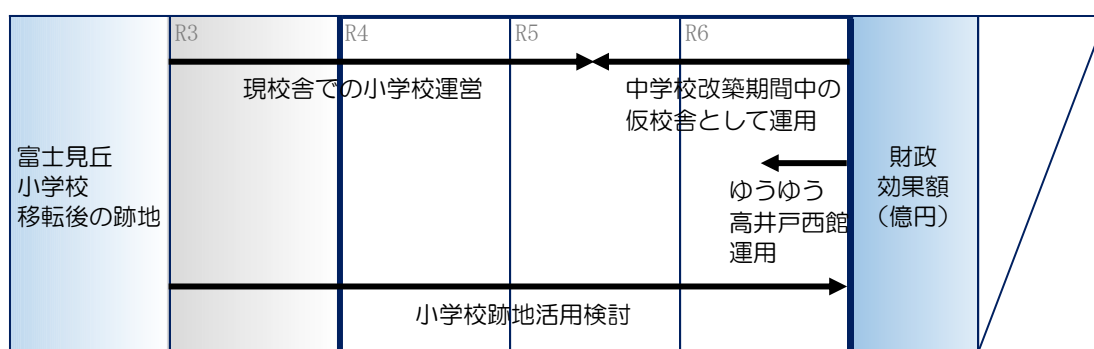 R3
R4
R5
R6
現校舎での小学校運営
中学校改築期間中の
仮校舎として運用
富士見丘
小学校
移転後の跡地
ゆうゆう
高井戸西館
運用
財政
効果額
（億円）
小学校跡地活用検討